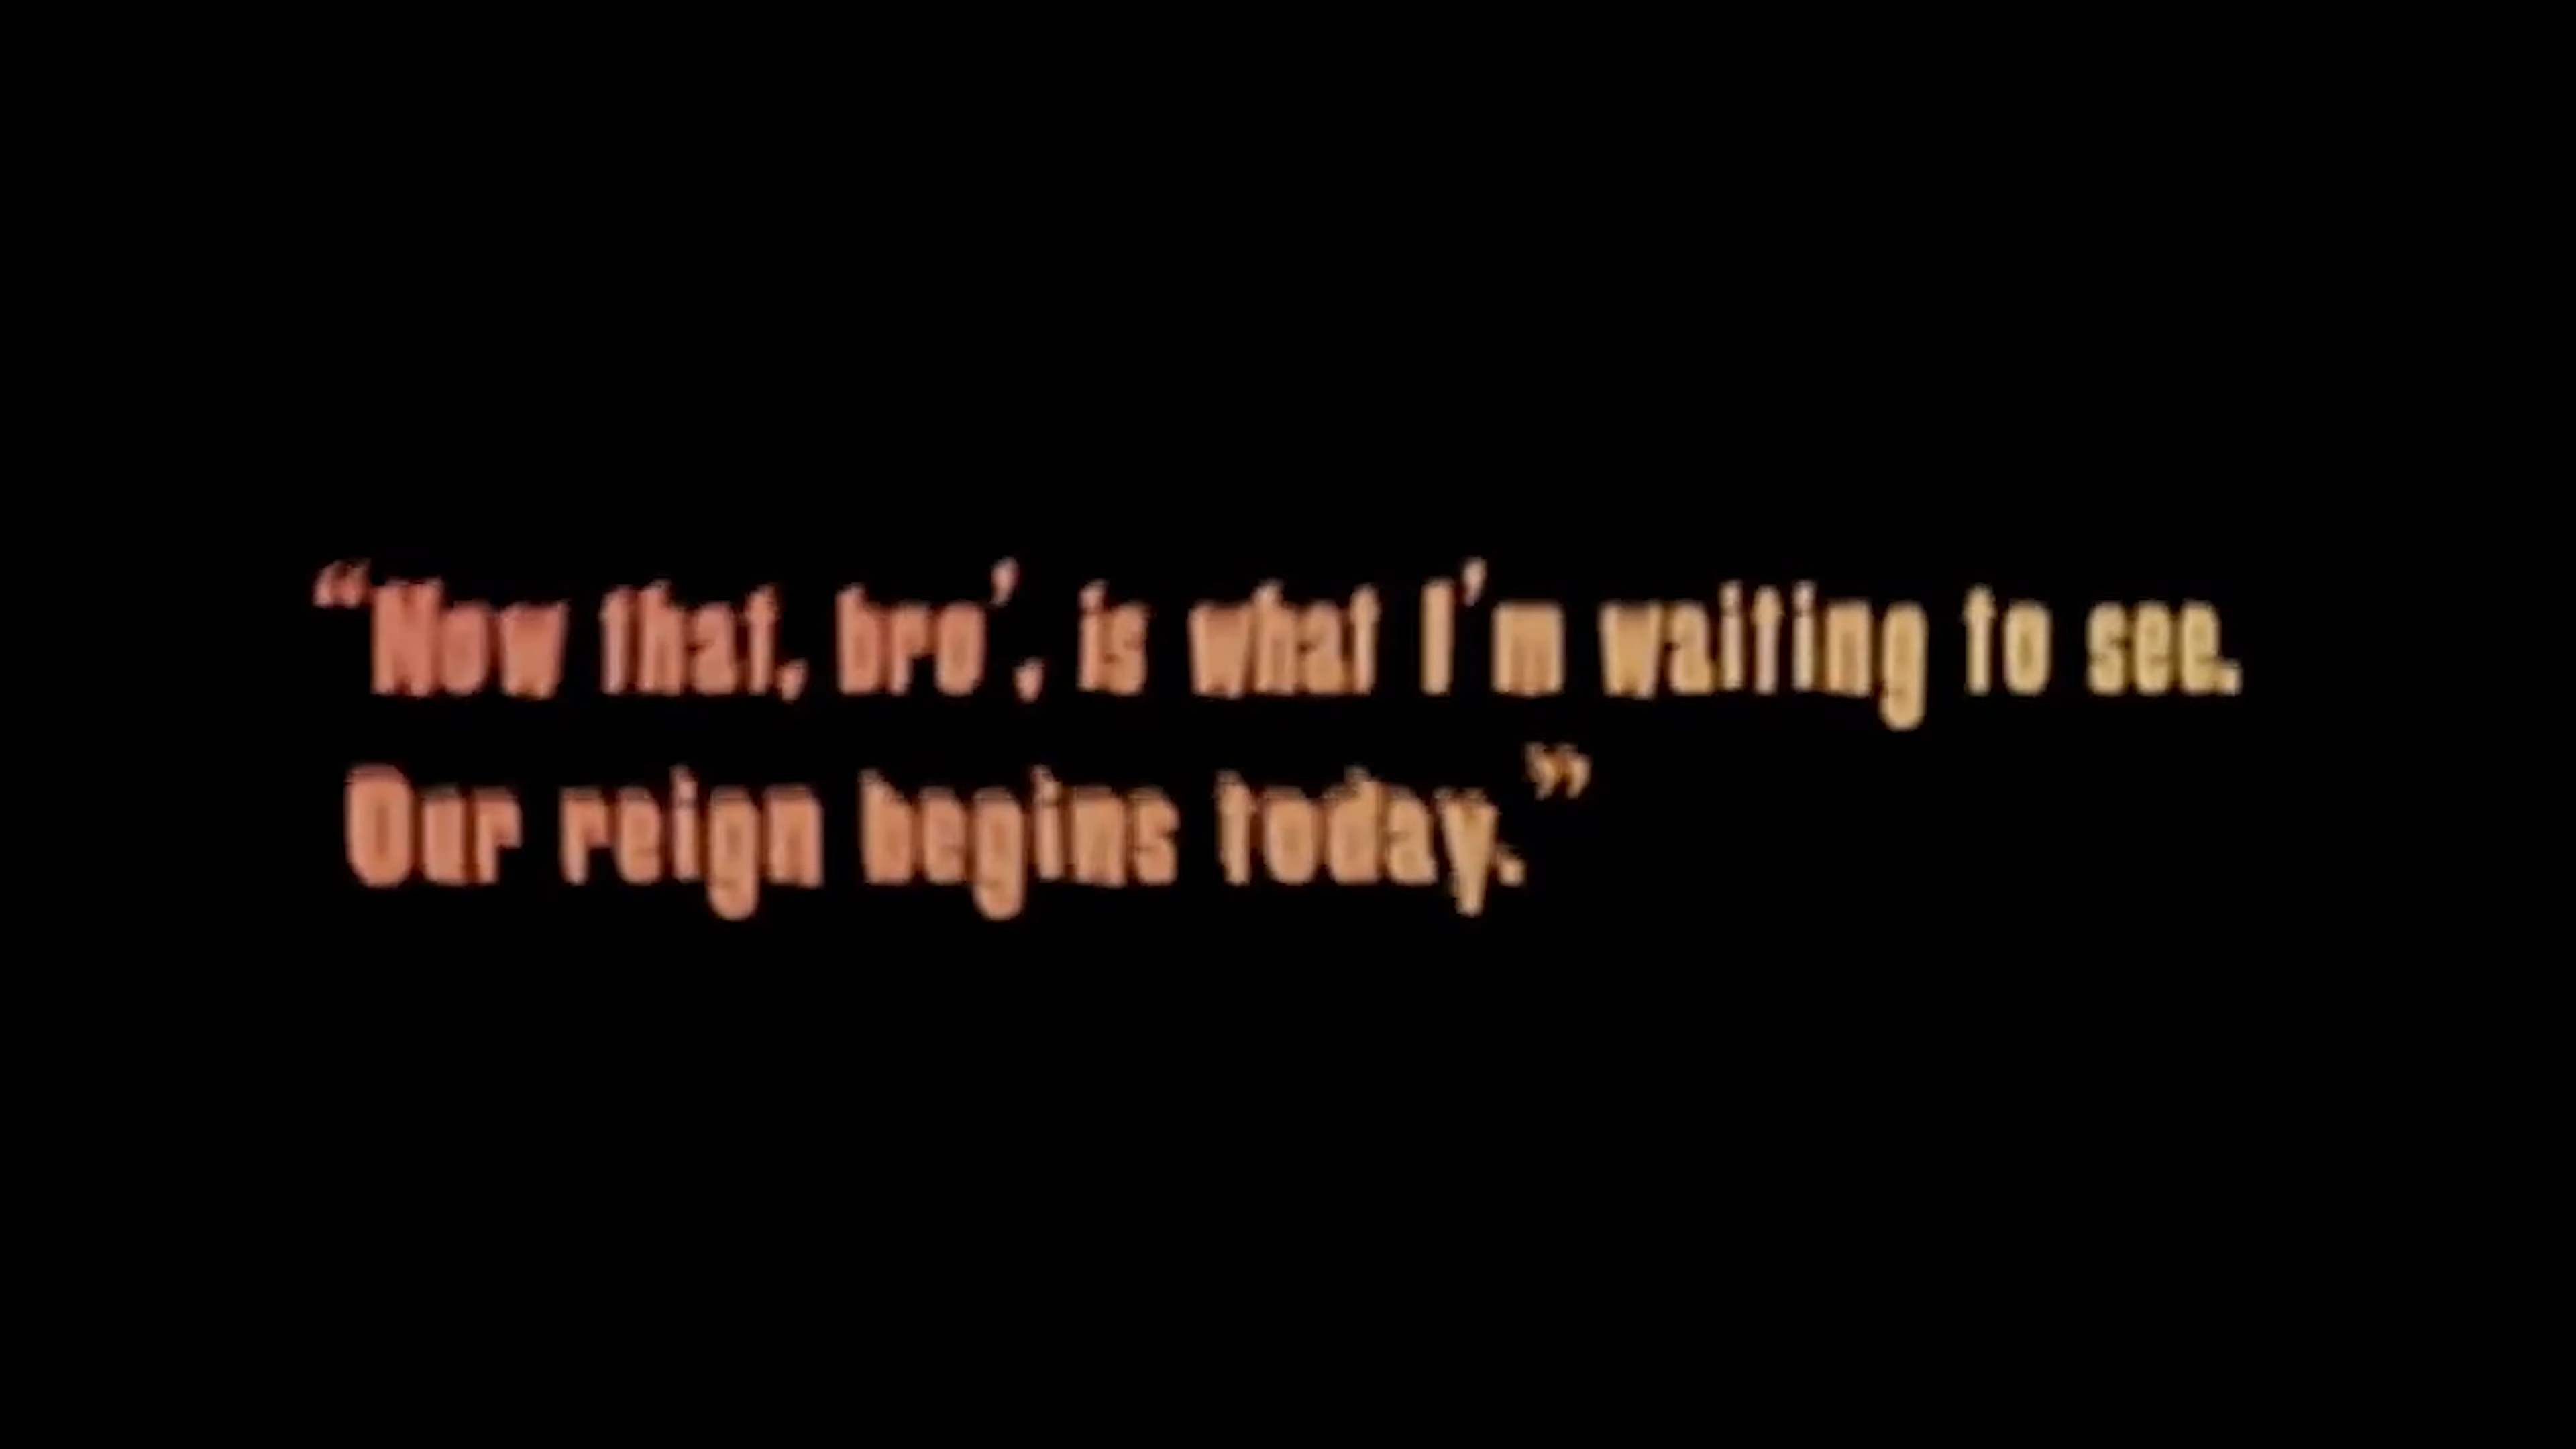 “Now that, bro’, is what I’m waiting to see.
Our reign begins today.”